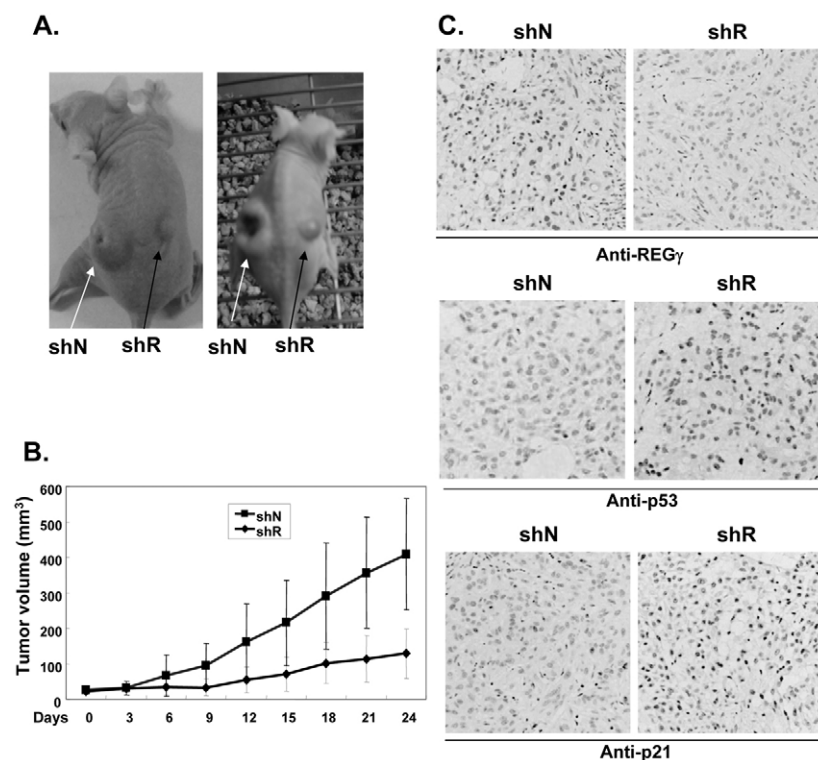 A.
shN shR
shN shR
B.
Tumor volume (mm³)
600
500
400
300
200
100
0
shN
shR
Days 0 3 6 9 12 15 18 21 24
C.
shN shR
Anti-REGγ
shN shR
Anti-p53
shN shR
Anti-p21